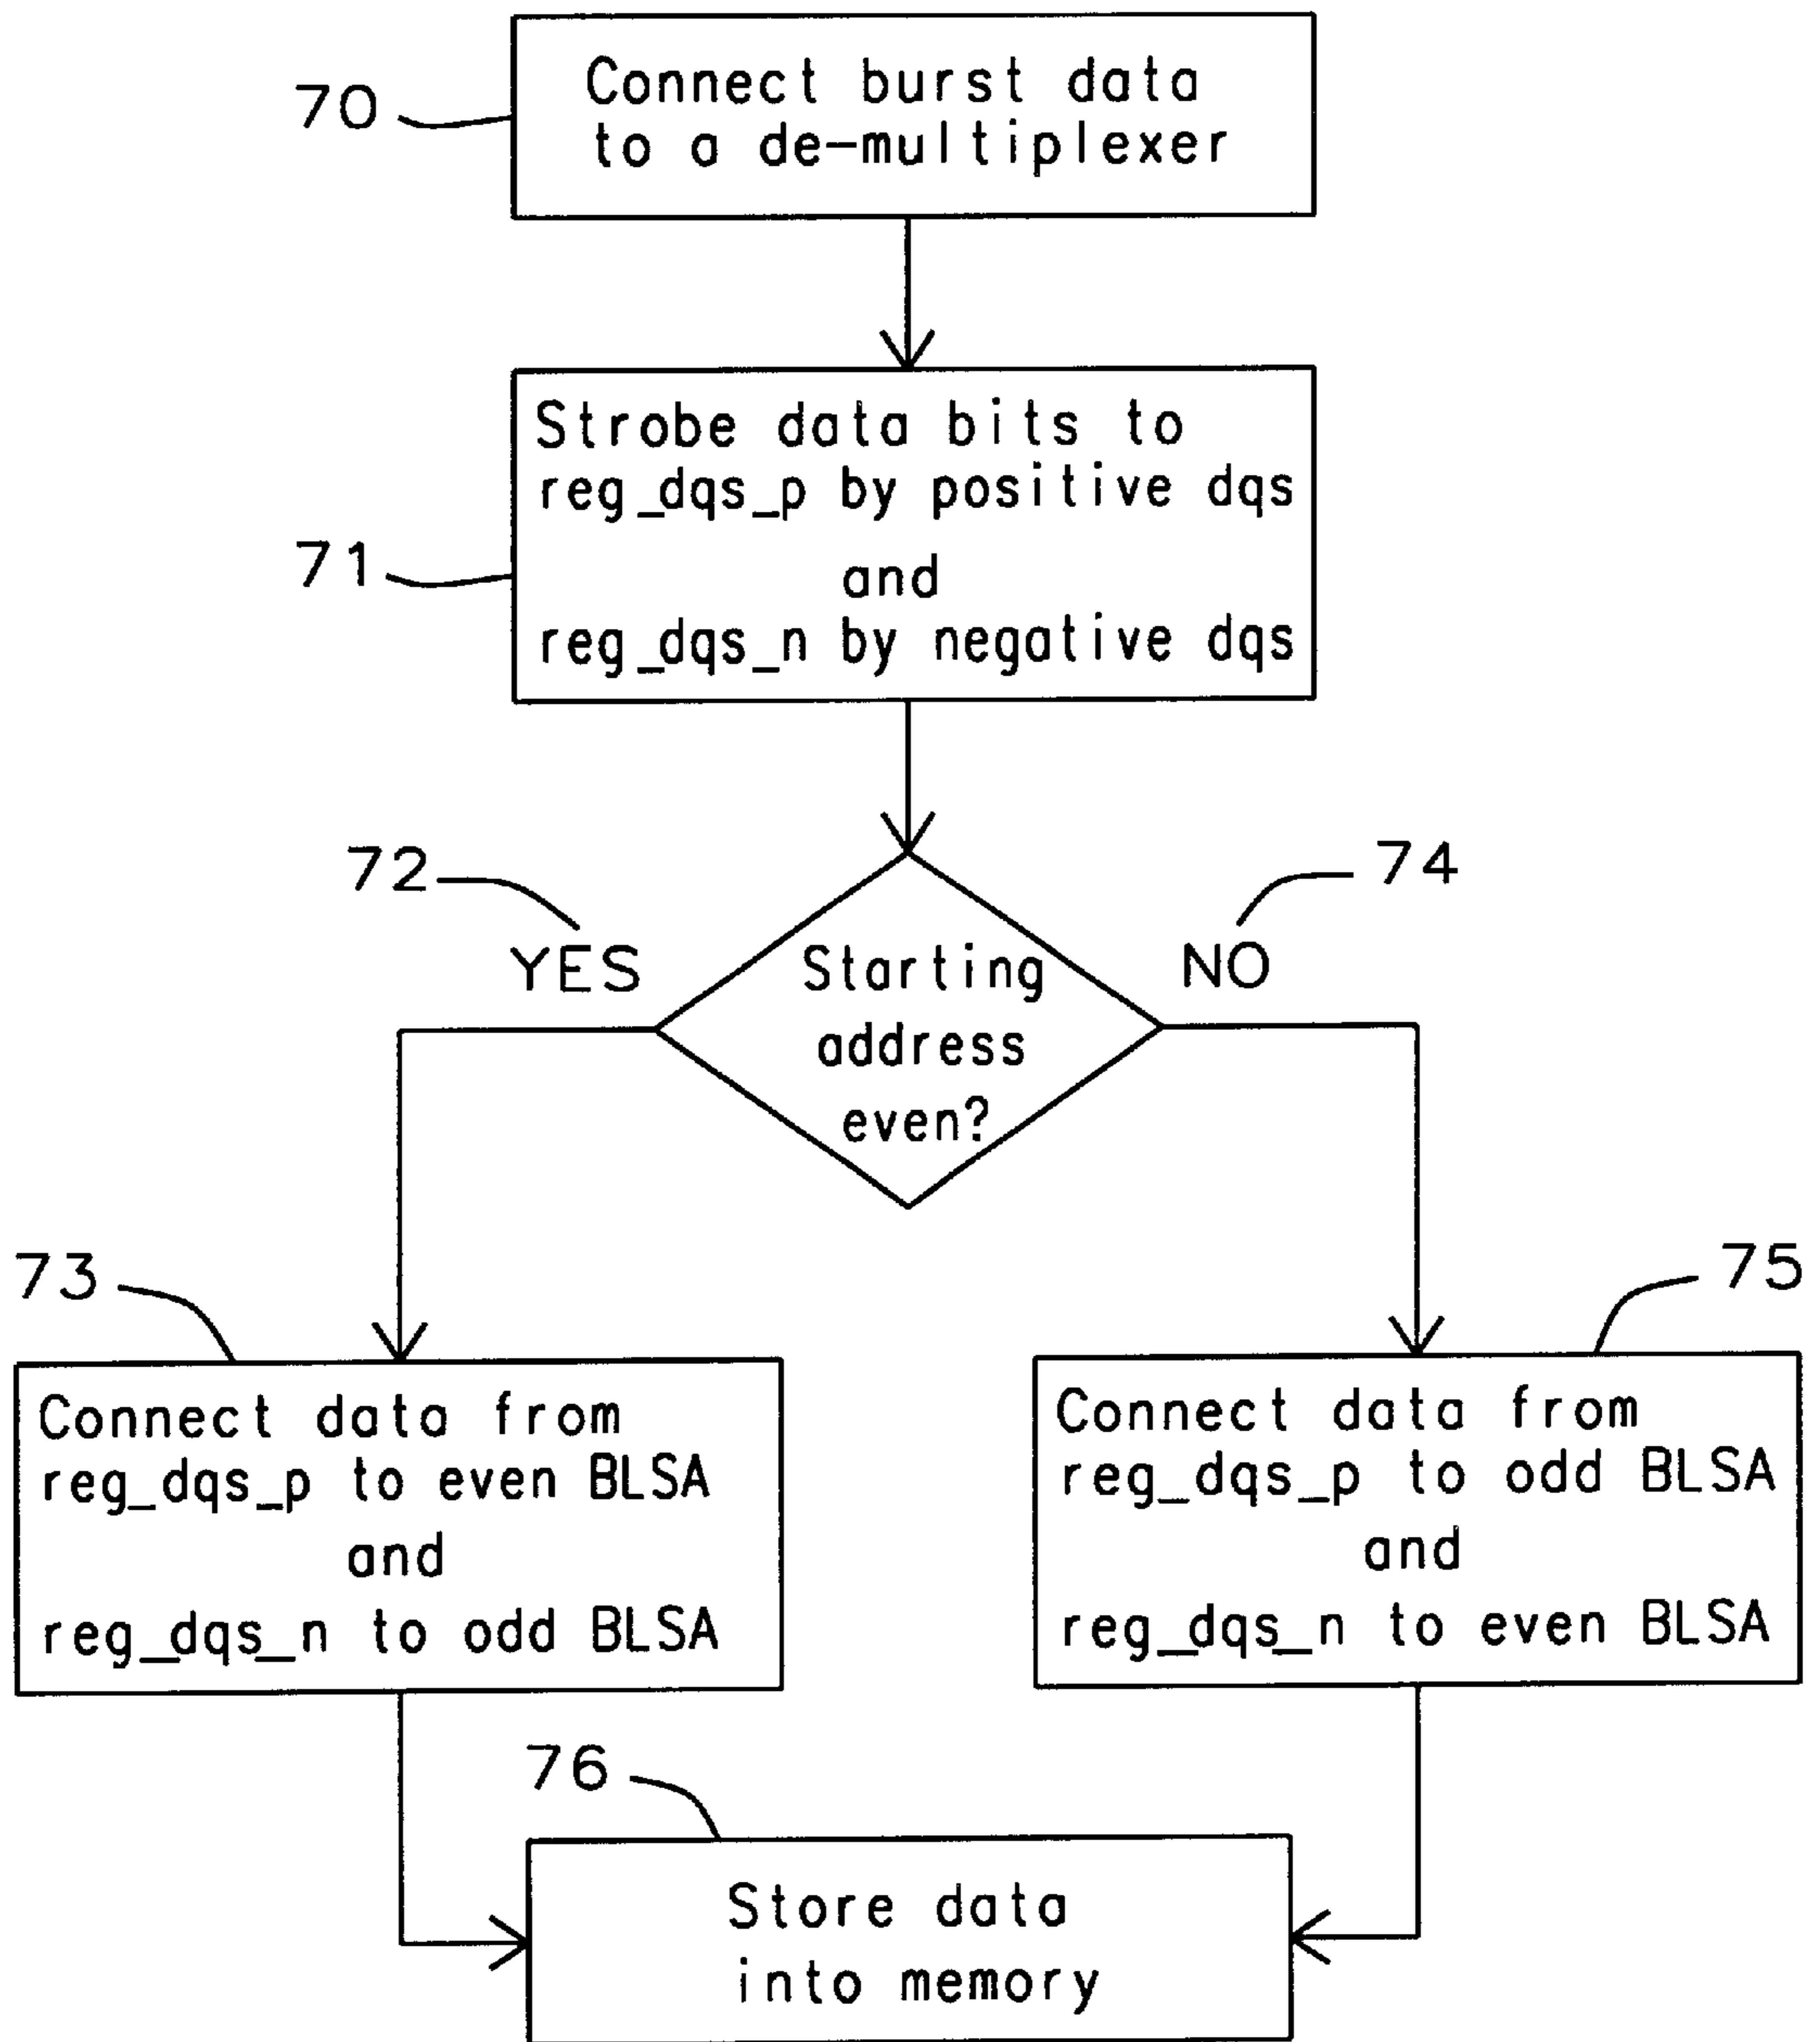 70
Connect burst data
to a de-multiplexer
71
Strobe data bits to
reg_dqs_p by positive dqs
and
reg_dqs_n by negative dqs
72
YES
74
NO
Starting
address
even?
73
Connect data from
reg_dqs_p to even BLSA
and
reg_dqs_n to odd BLSA
75
Connect data from
reg_dqs_p to odd BLSA
and
reg_dqs_n to even BLSA
76
Store data
into memory